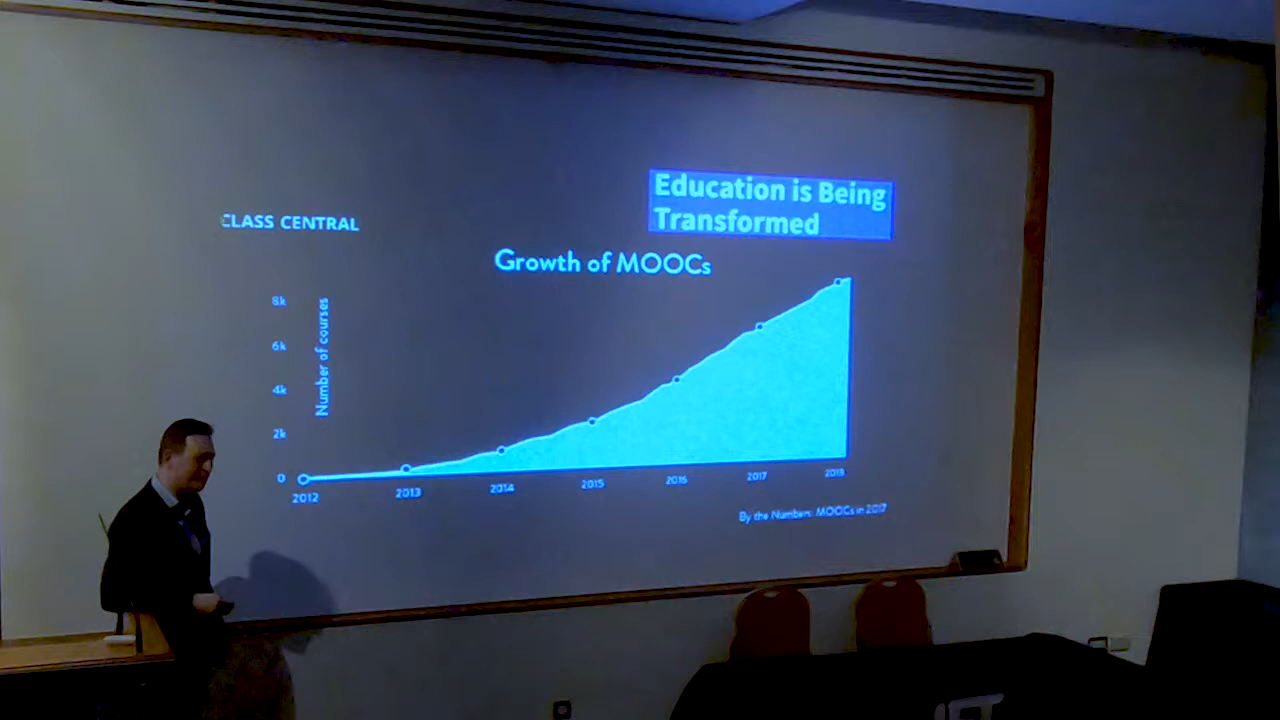 Education is Being
Transformed
CLASS CENTRAL
Growth of MOOCs
Number of courses
8k
6k
4k
2k
0
2012
2013
2014
2015
2016
2017
2018
By the Numbers: MOOCs in 2017